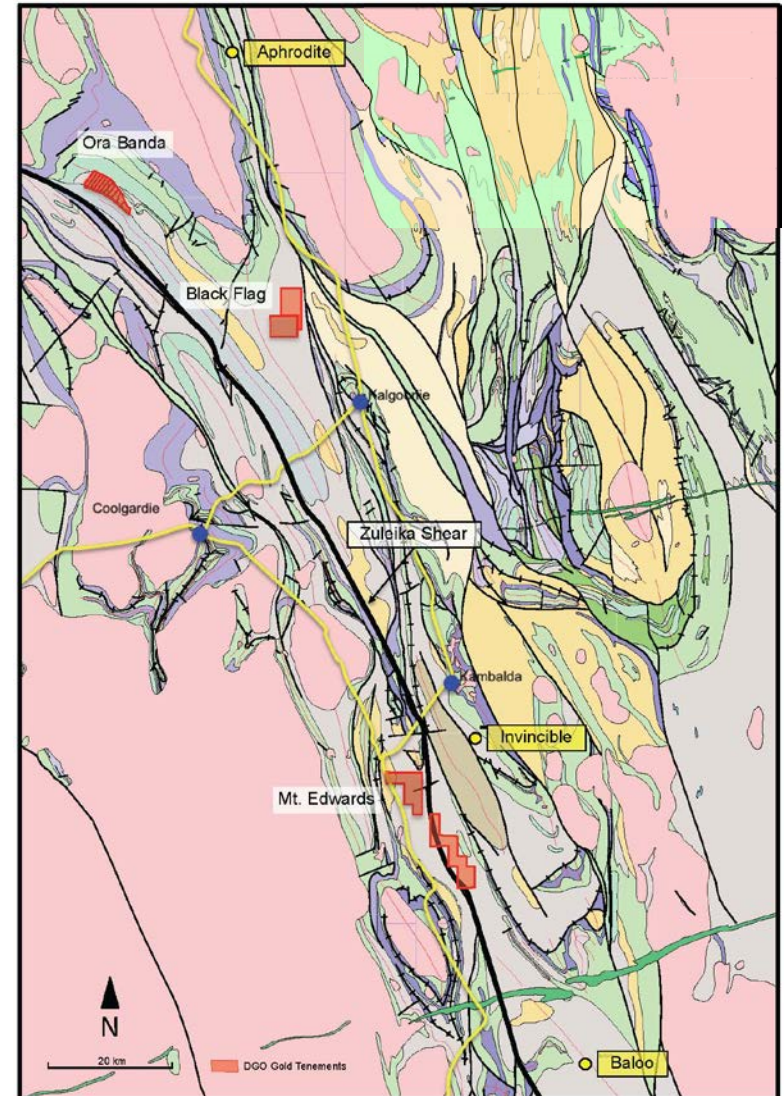 Aphrodite
Ora Banda
Black Flag
Kalgoorlie
Coolgardie
Zuleika Shear
Kambalda
Invincible
Mt. Edwards
N
20 km
DGO Gold Tenements
Baloo